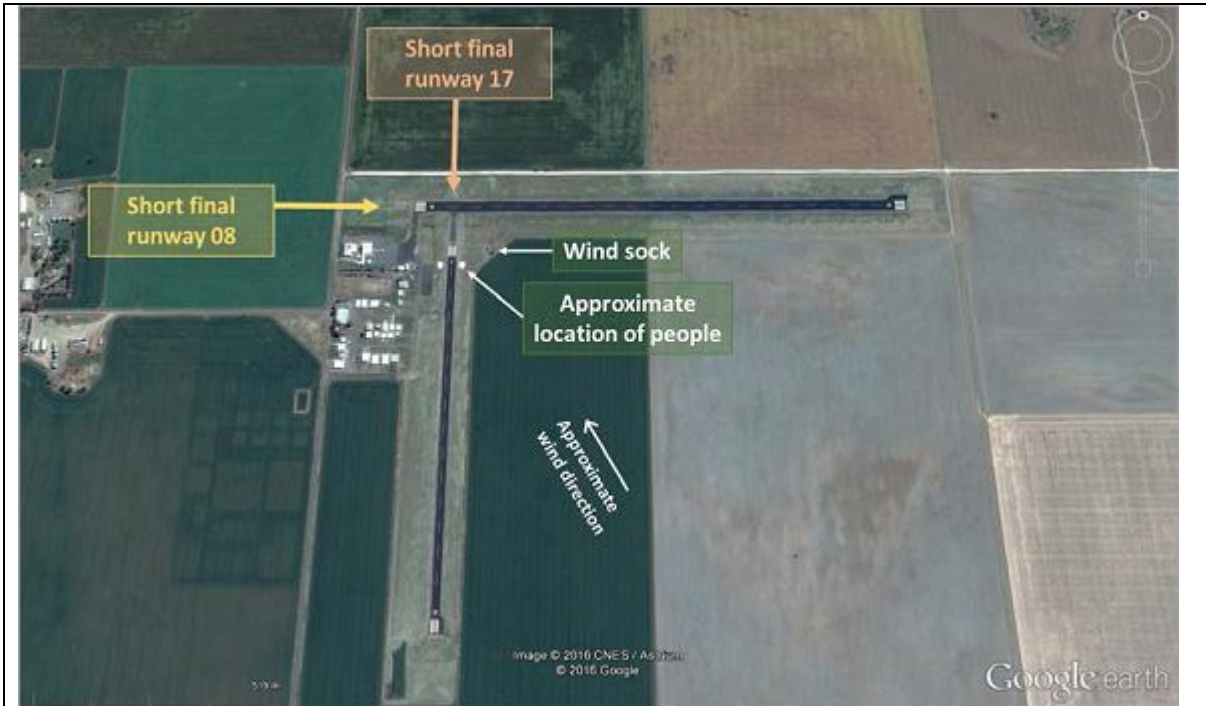 Short final
runway 17
Short final
runway 08
Wind sock
Approximate
location of people
Approximate
wind direction
Image © 2016 CNES / Astrium
© 2016 Google
Google earth